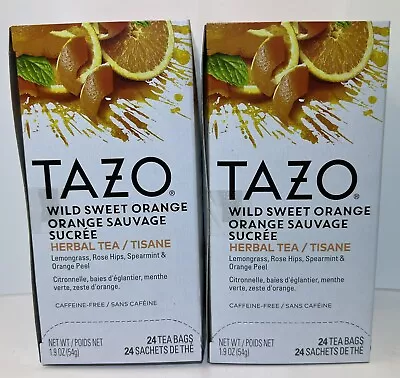 TAZO®
WILD SWEET ORANGE
ORANGE SAUVAGE
SUCRÉE
HERBAL TEA / TISANE
Lemongrass, Rose Hips, Spearmint &
Orange Peel
Citronnelle, baies d'églantier, menthe
verte, zeste d'orange.
CAFFEINE-FREE / SANS CAFÉINE
NET WT / POIDS NET
1.9 OZ (54g)
24 TEA BAGS
24 SACHETS DE THÉ
TAZO®
WILD SWEET ORANGE
ORANGE SAUVAGE
SUCRÉE
HERBAL TEA / TISANE
Lemongrass, Rose Hips, Spearmint &
Orange Peel
Citronnelle, baies d'églantier, menthe
verte, zeste d'orange.
CAFFEINE-FREE / SANS CAFÉINE
NET WT / POIDS NET
1.9 OZ (54g)
24 TEA BAGS
24 SACHETS DE THÉ